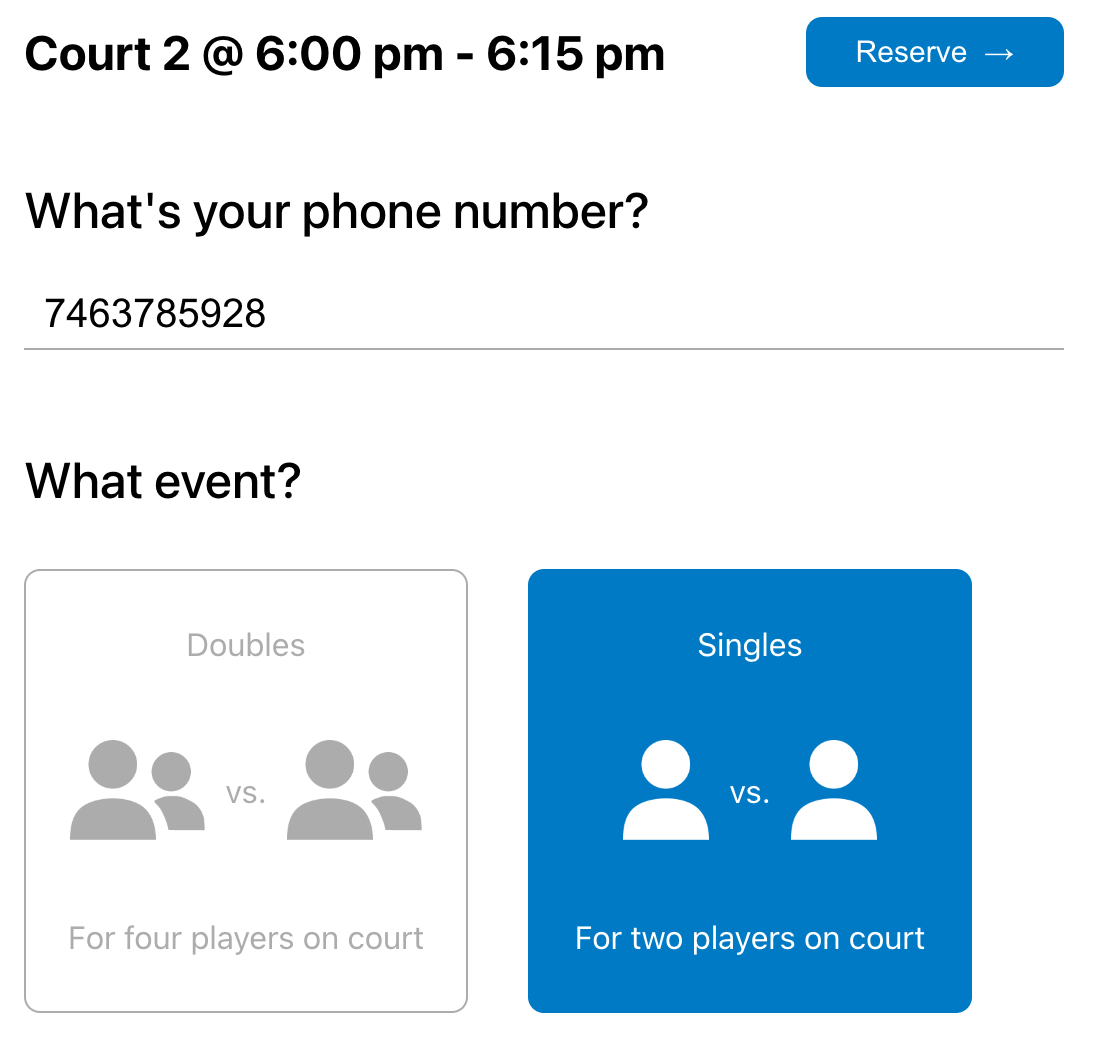 Court 2 @ 6:00 pm - 6:15 pm
Reserve →
What's your phone number?
7463785928
What event?
Doubles
vs.
For four players on court
Singles
vs.
For two players on court